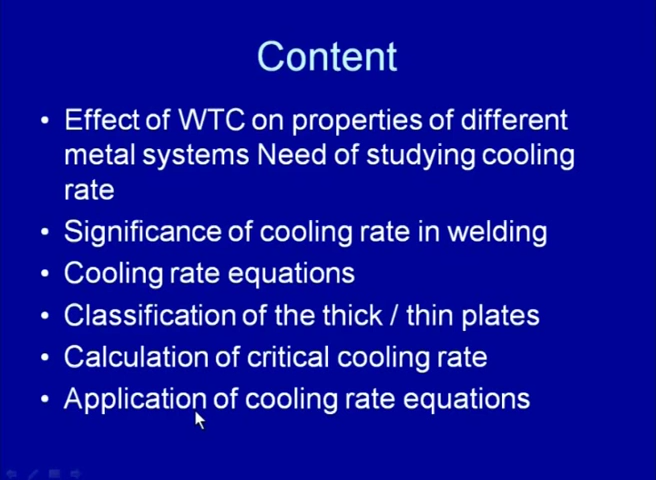 Content
• Effect of WTC on properties of different
metal systems Need of studying cooling
rate
• Significance of cooling rate in welding
• Cooling rate equations
• Classification of the thick / thin plates
• Calculation of critical cooling rate
• Application of cooling rate equations